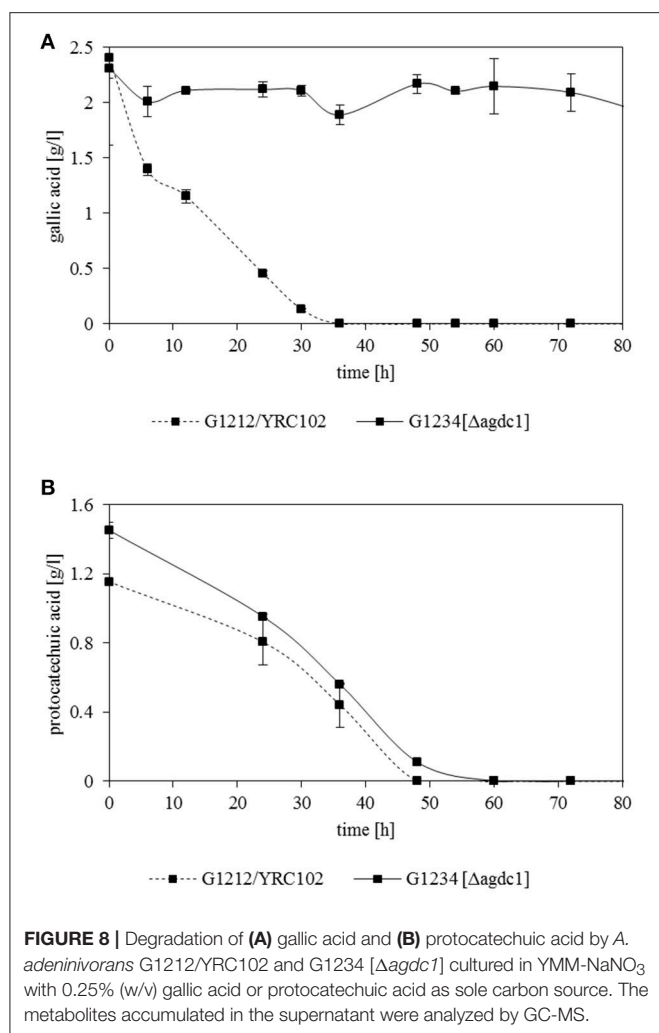 A
2.5
2
1.5
1
0.5
0
gallic acid [g/l]
0 10 20 30 40 50 60 70 80
time [h]
G1212/YRC102 G1234[Δagdc1]
B
1.6
1.2
0.8
0.4
0
protocatechuic acid [g/l]
0 10 20 30 40 50 60 70 80
time [h]
G1212/YRC102 G1234 [Δagdc1]
FIGURE 8 | Degradation of (A) gallic acid and (B) protocatechuic acid by A.
adeninivorans G1212/YRC102 and G1234 [Δagdc1] cultured in YMM-NaNO₃
with 0.25% (w/v) gallic acid or protocatechuic acid as sole carbon source. The
metabolites accumulated in the supernatant were analyzed by GC-MS.